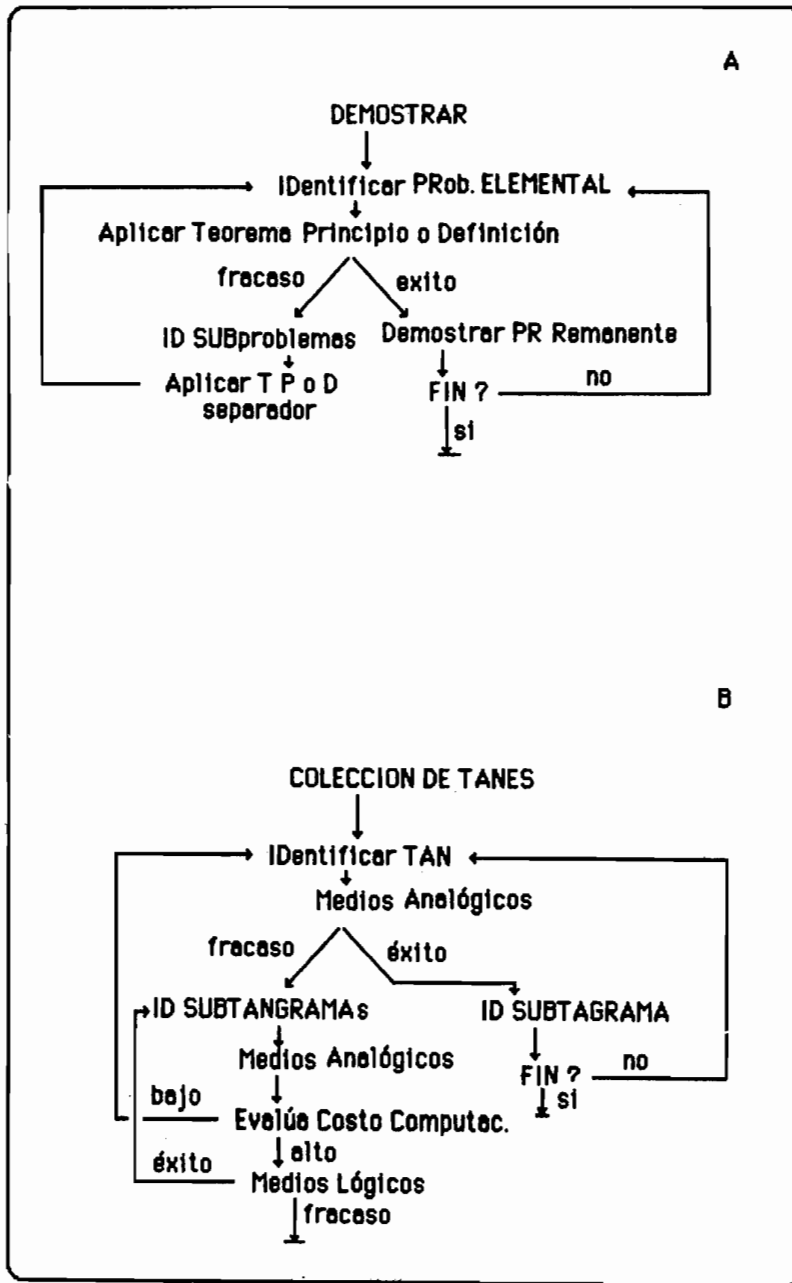 A
DEMOSTRAR
IDentificar PRob. ELEMENTAL
Aplicar Teorema Principio o Definición
fracaso
exito
ID SUBproblemas
Demostrar PR Remanente
Aplicar T P o D
separador
FIN ?
no
si
B
COLECCION DE TANES
IDentificar TAN
Medios Analógicos
fracaso
éxito
ID SUBTANGRAMAs
ID SUBTAGRAMA
Medios Analógicos
FIN ?
no
si
bajo
Evalúa Costo Computac.
alto
éxito
Medios Lógicos
fracaso